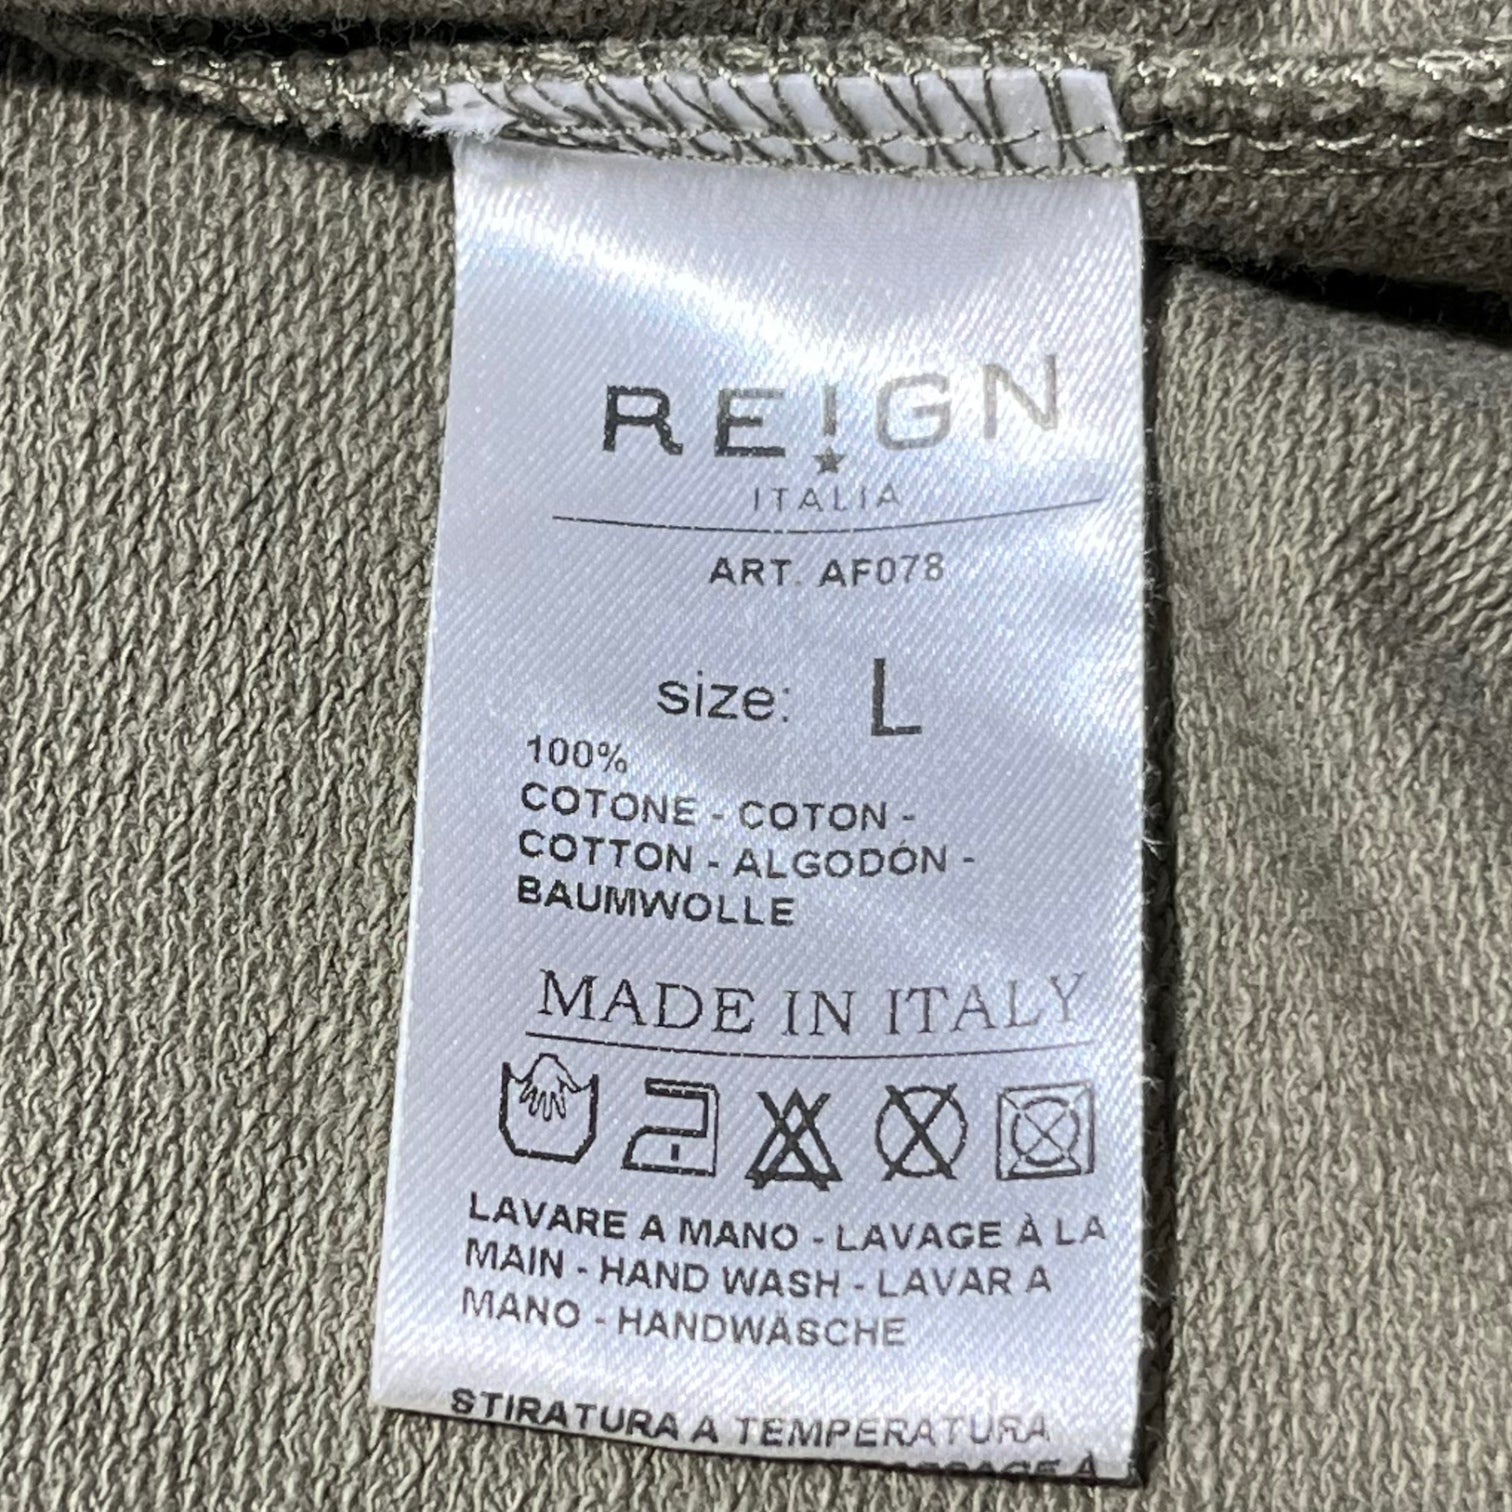 RE!GN
ITALIA
ART. AF078
size: L
100%
COTONE - COTON -
COTTON - ALGODÓN -
BAUMWOLLE
MADE IN ITALY
LAVARE A MANO - LAVAGE À LA
MAIN - HAND WASH - LAVAR A
MANO - HANDWÄSCHE
STIRATURA A TEMPERATURA